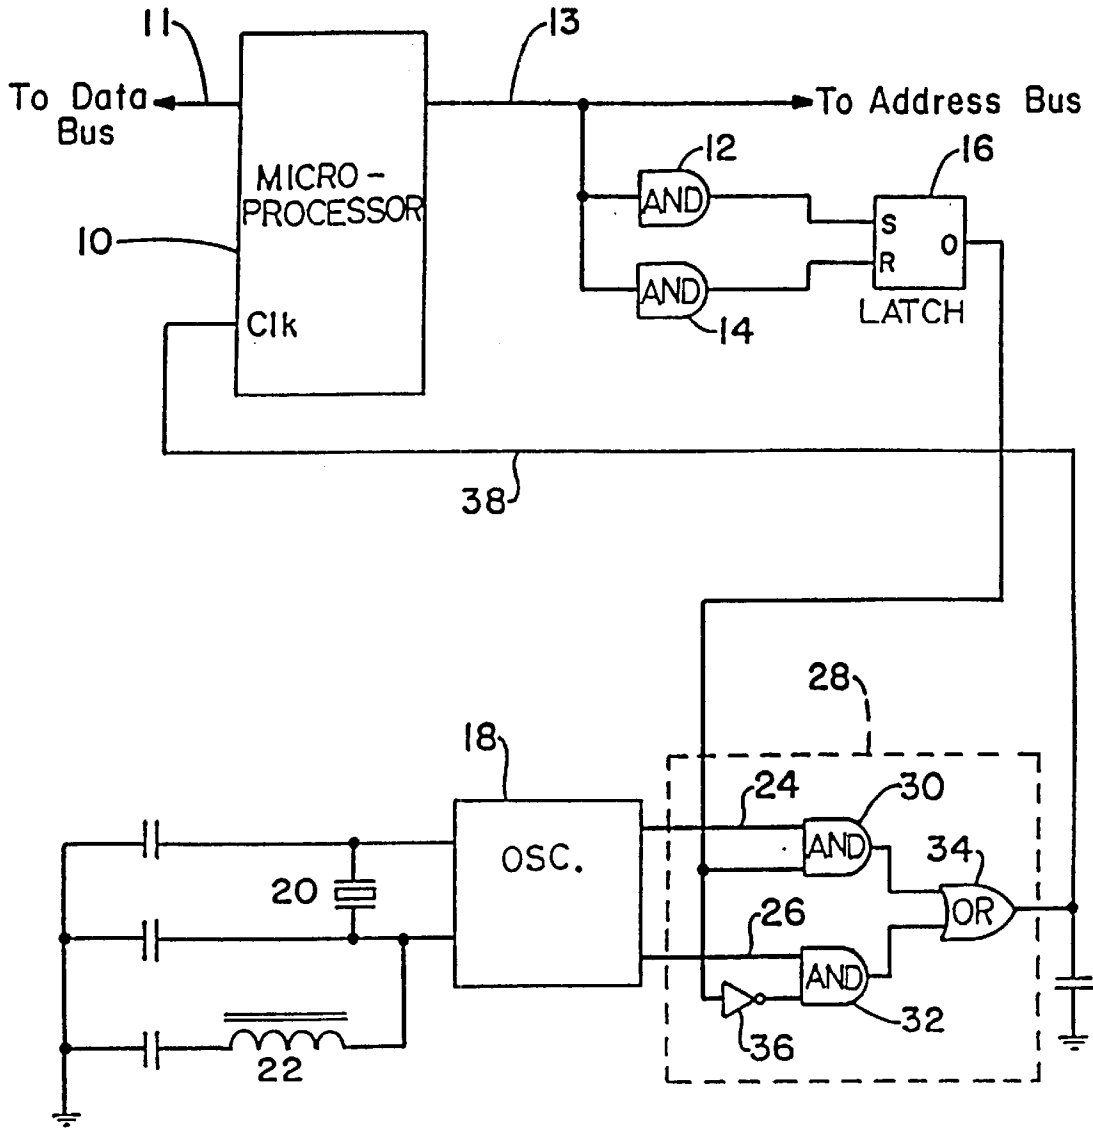 11
13
To Data
Bus
To Address Bus
MICRO-
PROCESSOR
10
Clk
12
AND
AND
14
16
S
R
O
LATCH
38
28
18
OSC.
24
30
AND
34
OR
20
26
AND
32
36
22